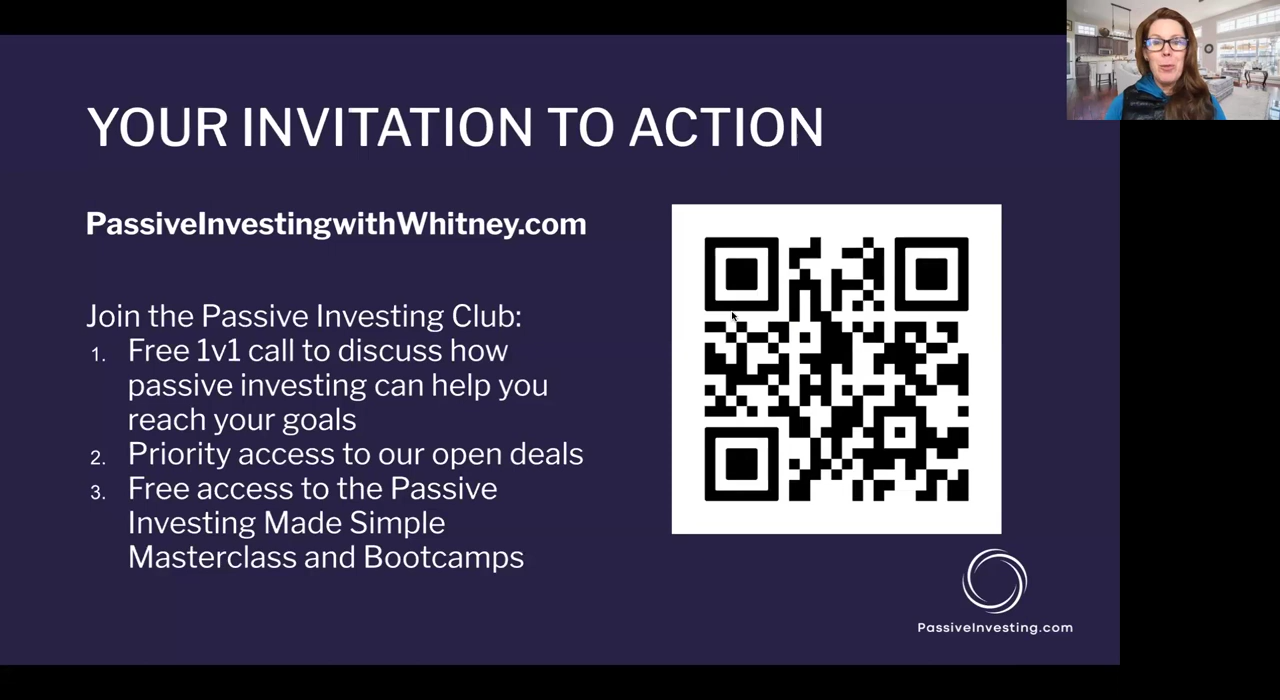 YOUR INVITATION TO ACTION
PassiveInvestingwithWhitney.com
Join the Passive Investing Club:
1. Free 1v1 call to discuss how
passive investing can help you
reach your goals
2. Priority access to our open deals
3. Free access to the Passive
Investing Made Simple
Masterclass and Bootcamps
PassiveInvesting.com